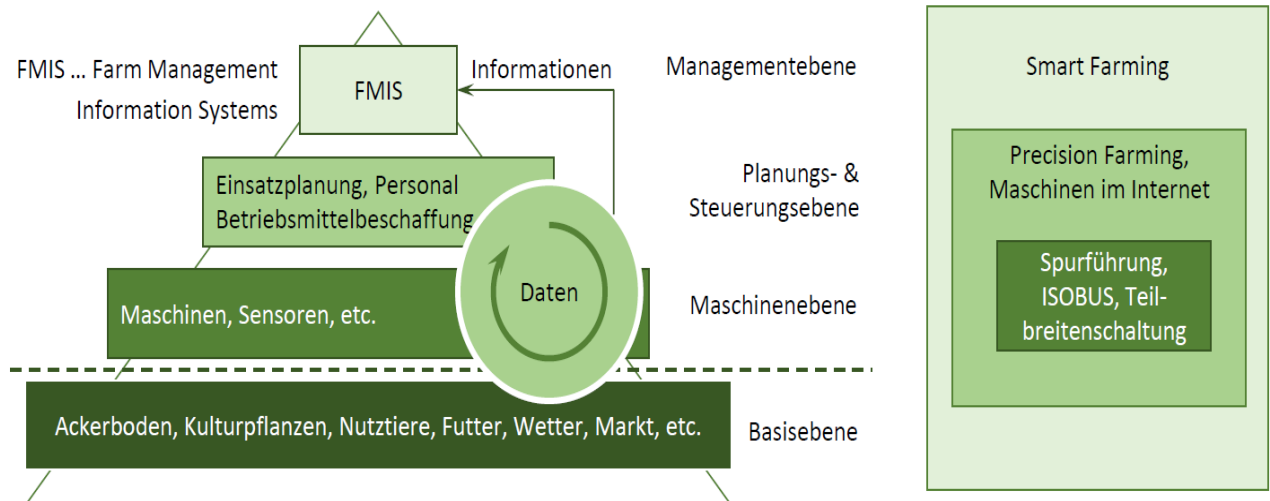 FMIS ... Farm Management
Information Systems
FMIS
Informationen
Managementebene
Einsatzplanung, Personal
Betriebsmittelbeschaffung
Planungs- &
Steuerungsebene
Maschinen, Sensoren, etc.
Daten
Maschinenebene
Ackerboden, Kulturpflanzen, Nutztiere, Futter, Wetter, Markt, etc.
Basisebene
Smart Farming
Precision Farming,
Maschinen im Internet
Spurführung,
ISOBUS, Teil-
breitenschaltung